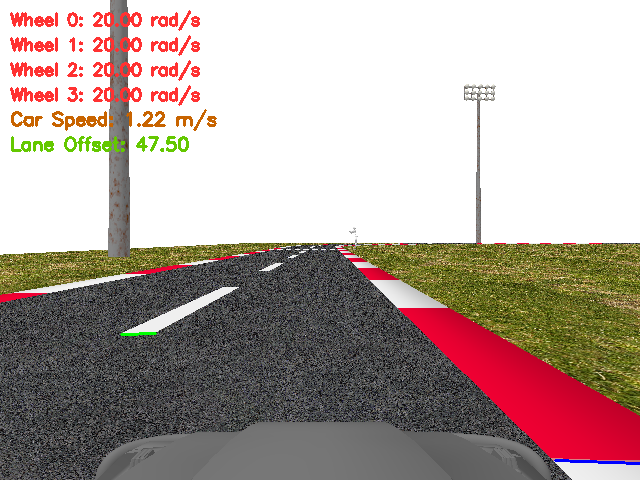 Wheel 0: 20.00 rad/s
Wheel 1: 20.00 rad/s
Wheel 2: 20.00 rad/s
Wheel 3: 20.00 rad/s
Car Speed: 1.22 m/s
Lane Offset: 47.50